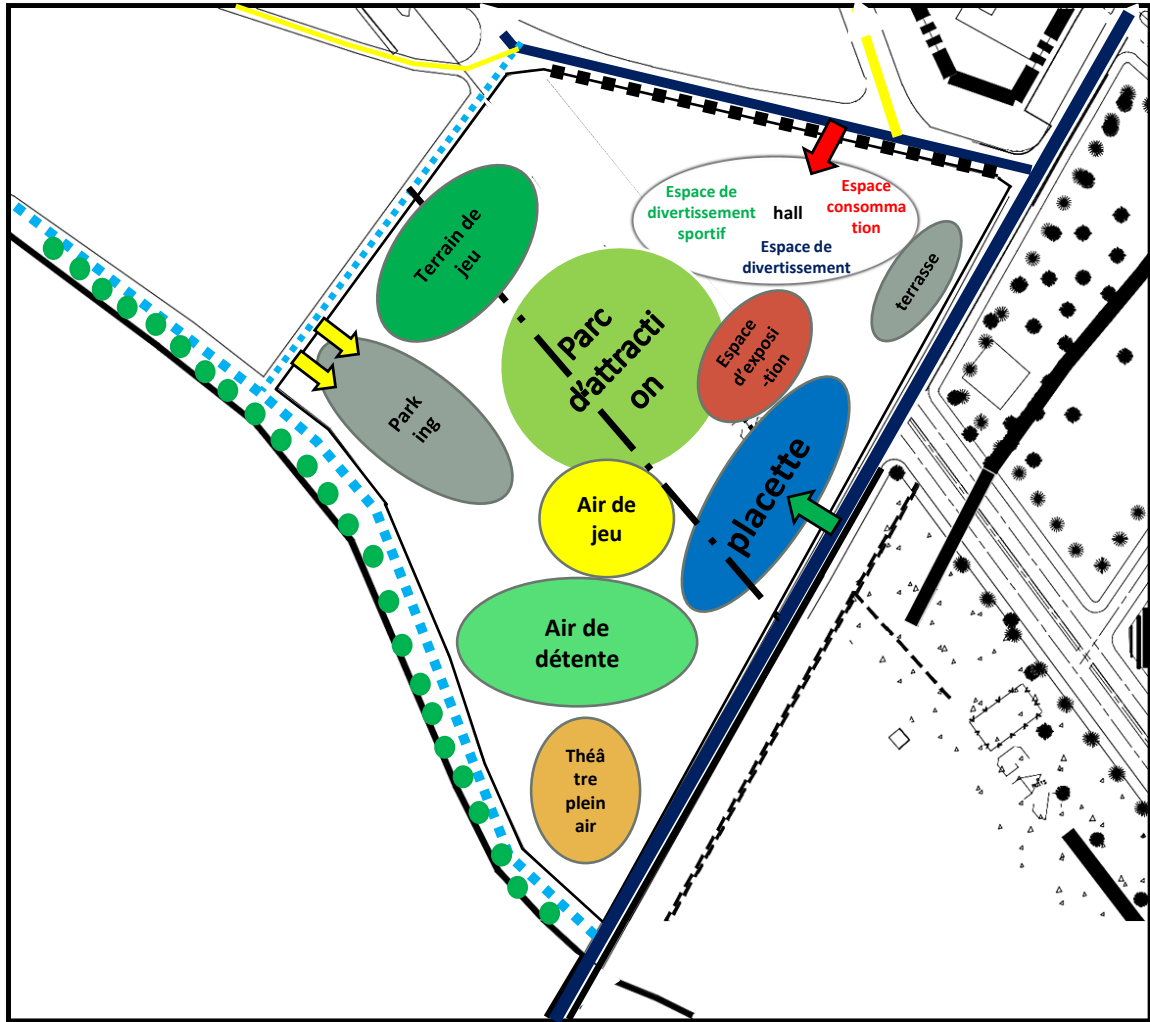 Espace de
divertissement
sportif
hall
Espace
consomma
tion
Espace de
divertissement
terrasse
Terrain de
jeu
Parc
d'attracti
on
Espace
d'exposi
-tion
Park
ing
placette
Air de
jeu
Air de
détente
Théâ
tre
plein
air